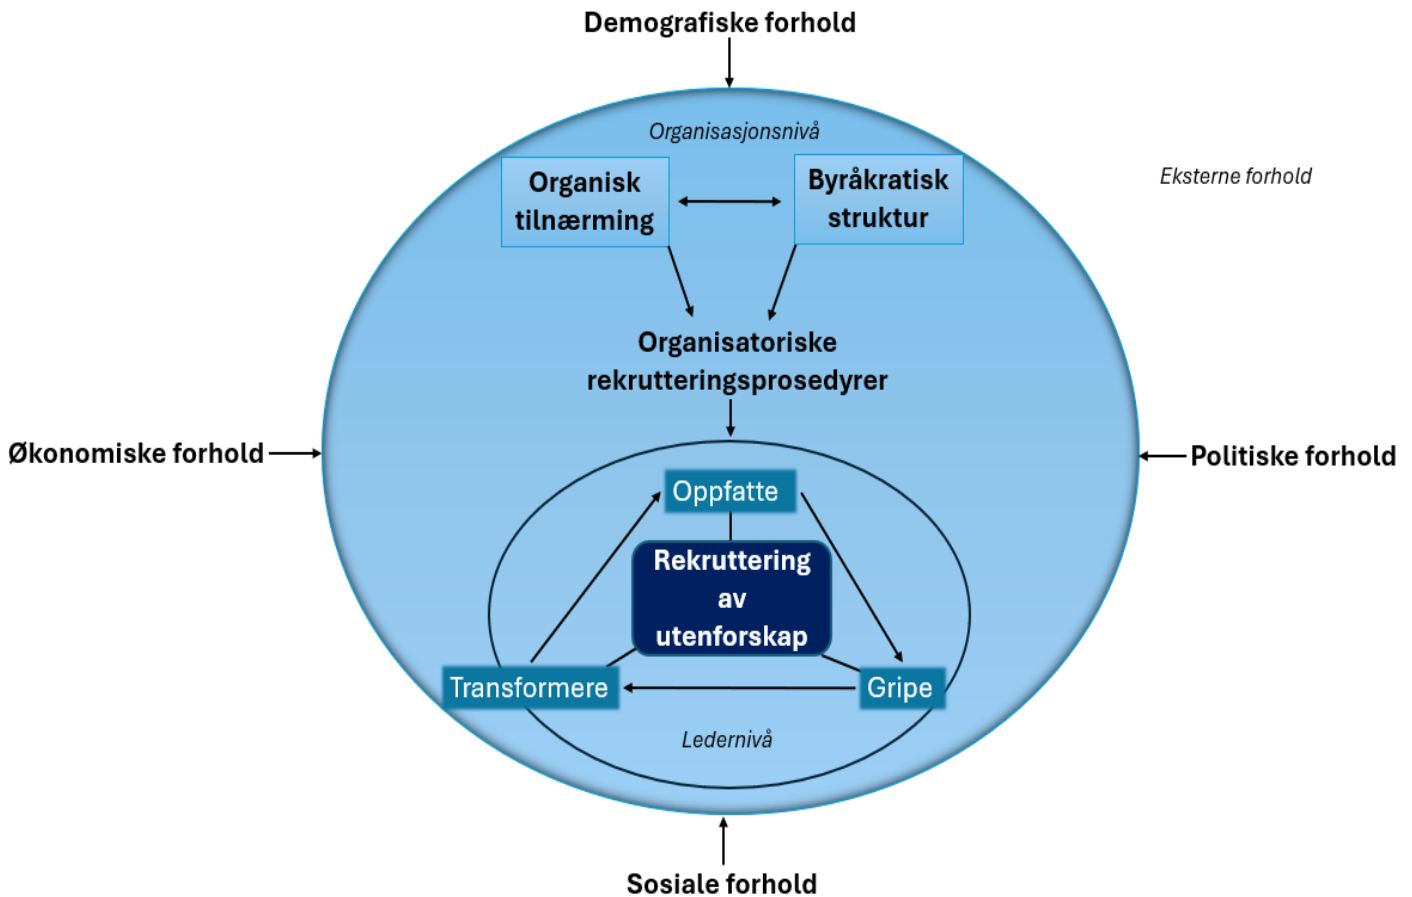 Demografiske forhold
Organisasjonsnivå
Eksterne forhold
Organisk
tilnærming
Byråkratisk
struktur
Organisatoriske
rekrutteringsprosedyrer
Økonomiske forhold
Politiske forhold
Oppfatte
Rekruttering
av
utenforskap
Transformere
Gripe
Ledernivå
Sosiale forhold